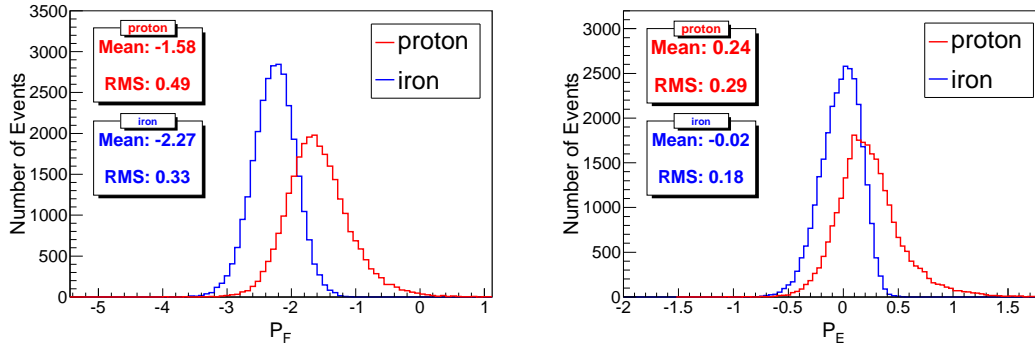 Number of Events
3500
3000
2500
2000
1500
1000
500
0
proton
Mean: -1.58
RMS: 0.49
iron
Mean: -2.27
RMS: 0.33
proton
iron
-5 -4 -3 -2 -1 0 1
P_F
Number of Events
3000
2500
2000
1500
1000
500
0
proton
Mean: 0.24
RMS: 0.29
iron
Mean: -0.02
RMS: 0.18
proton
iron
-2 -1.5 -1 -0.5 0 0.5 1 1.5
P_E